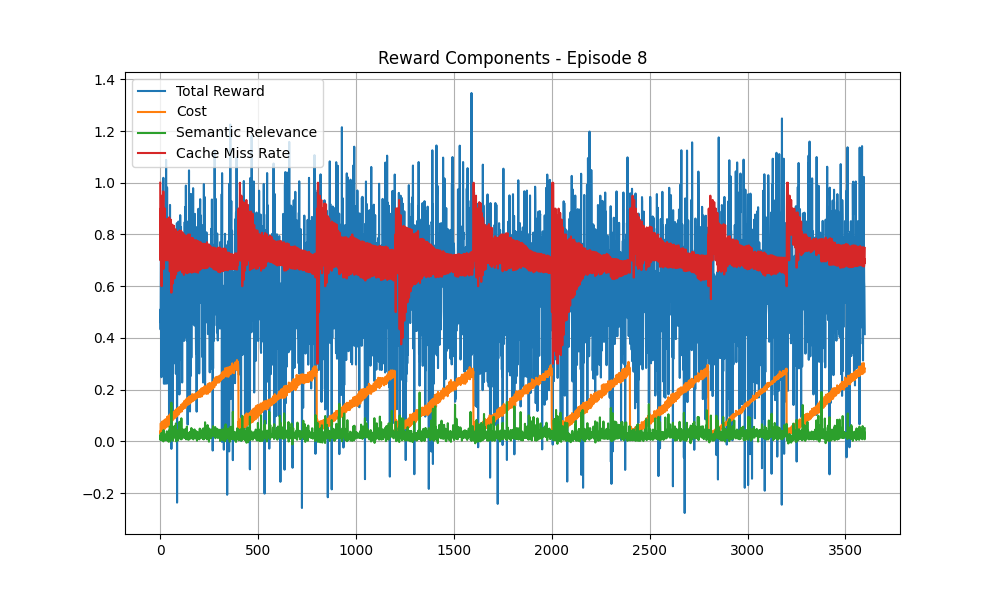 Reward Components - Episode 8
Total Reward
Cost
Semantic Relevance
Cache Miss Rate
1.4
1.2
1.0
0.8
0.6
0.4
0.2
0.0
−0.2
0 500 1000 1500 2000 2500 3000 3500